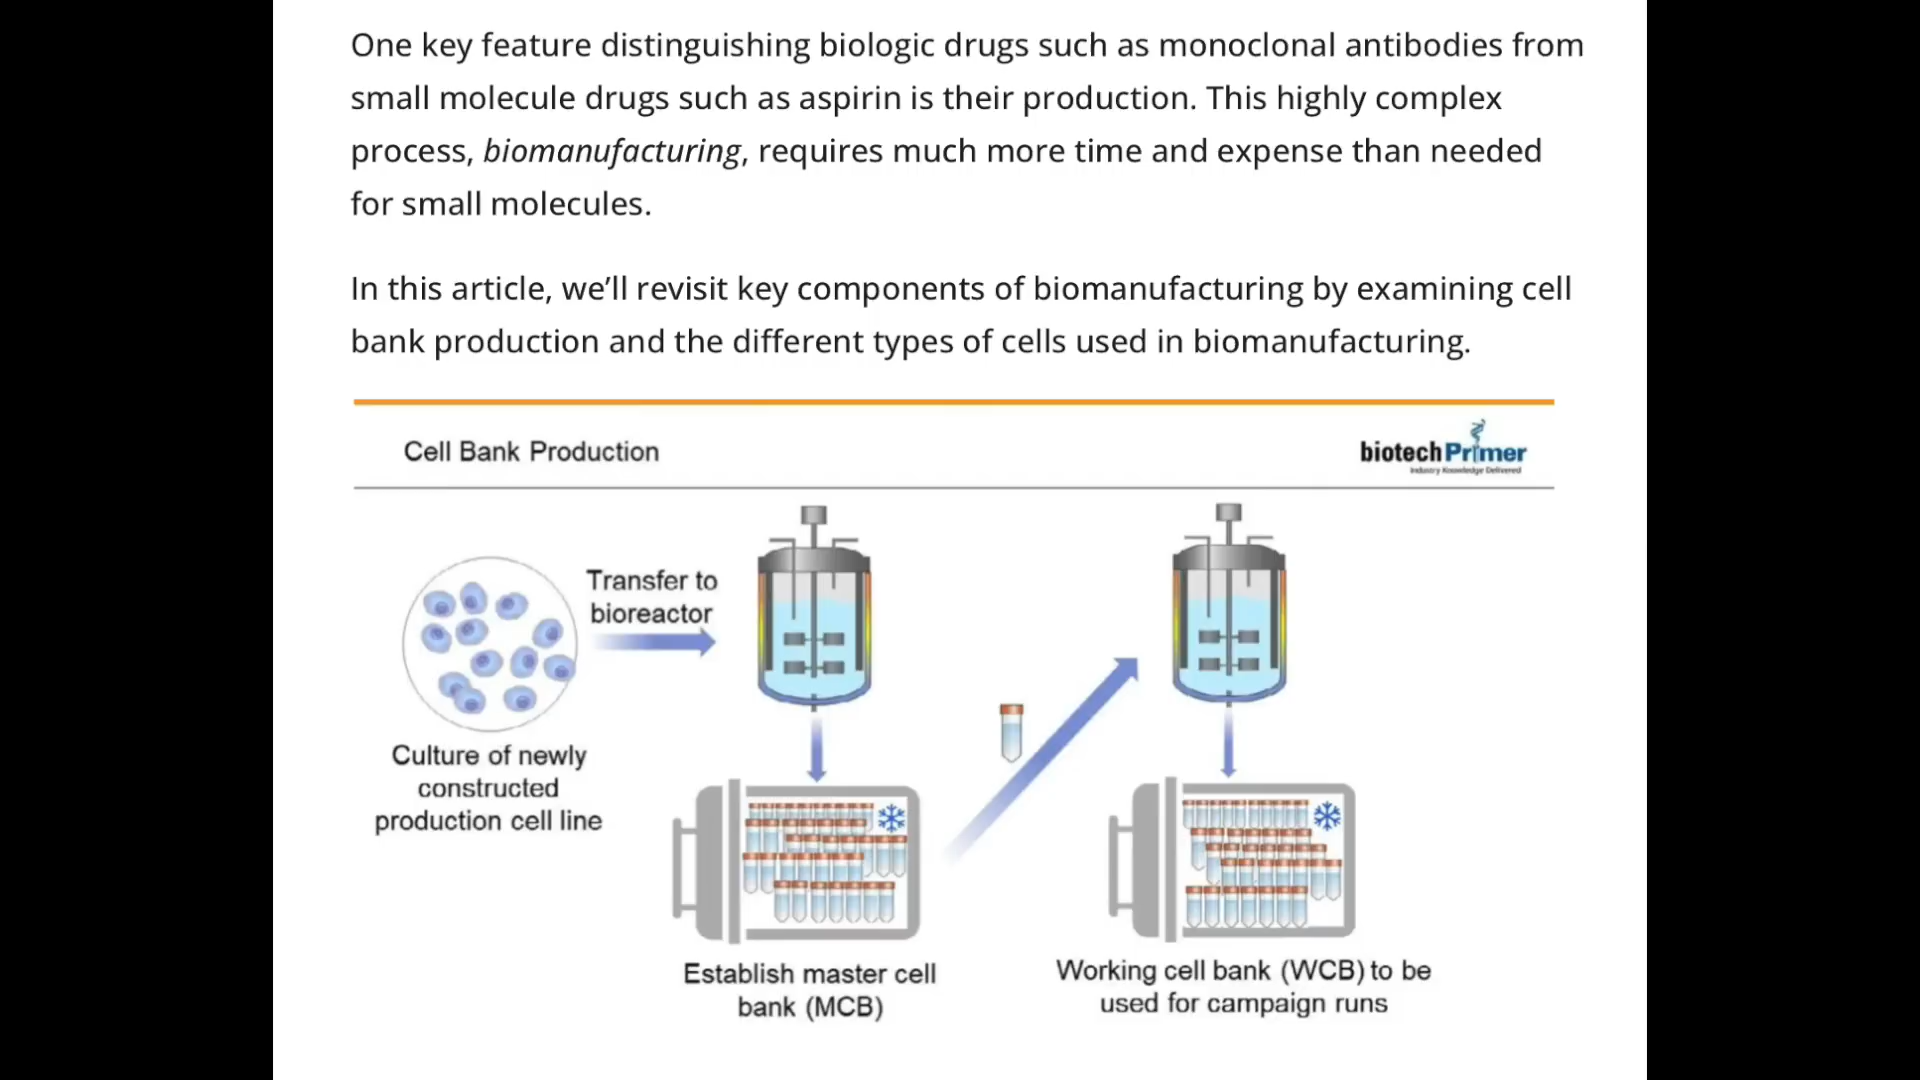 One key feature distinguishing biologic drugs such as monoclonal antibodies from
small molecule drugs such as aspirin is their production. This highly complex
process, biomanufacturing, requires much more time and expense than needed
for small molecules.
In this article, we’ll revisit key components of biomanufacturing by examining cell
bank production and the different types of cells used in biomanufacturing.
Cell Bank Production
biotechPrimer
Industry Knowledge Delivered
Transfer to
bioreactor
Culture of newly
constructed
production cell line
Establish master cell
bank (MCB)
Working cell bank (WCB) to be
used for campaign runs